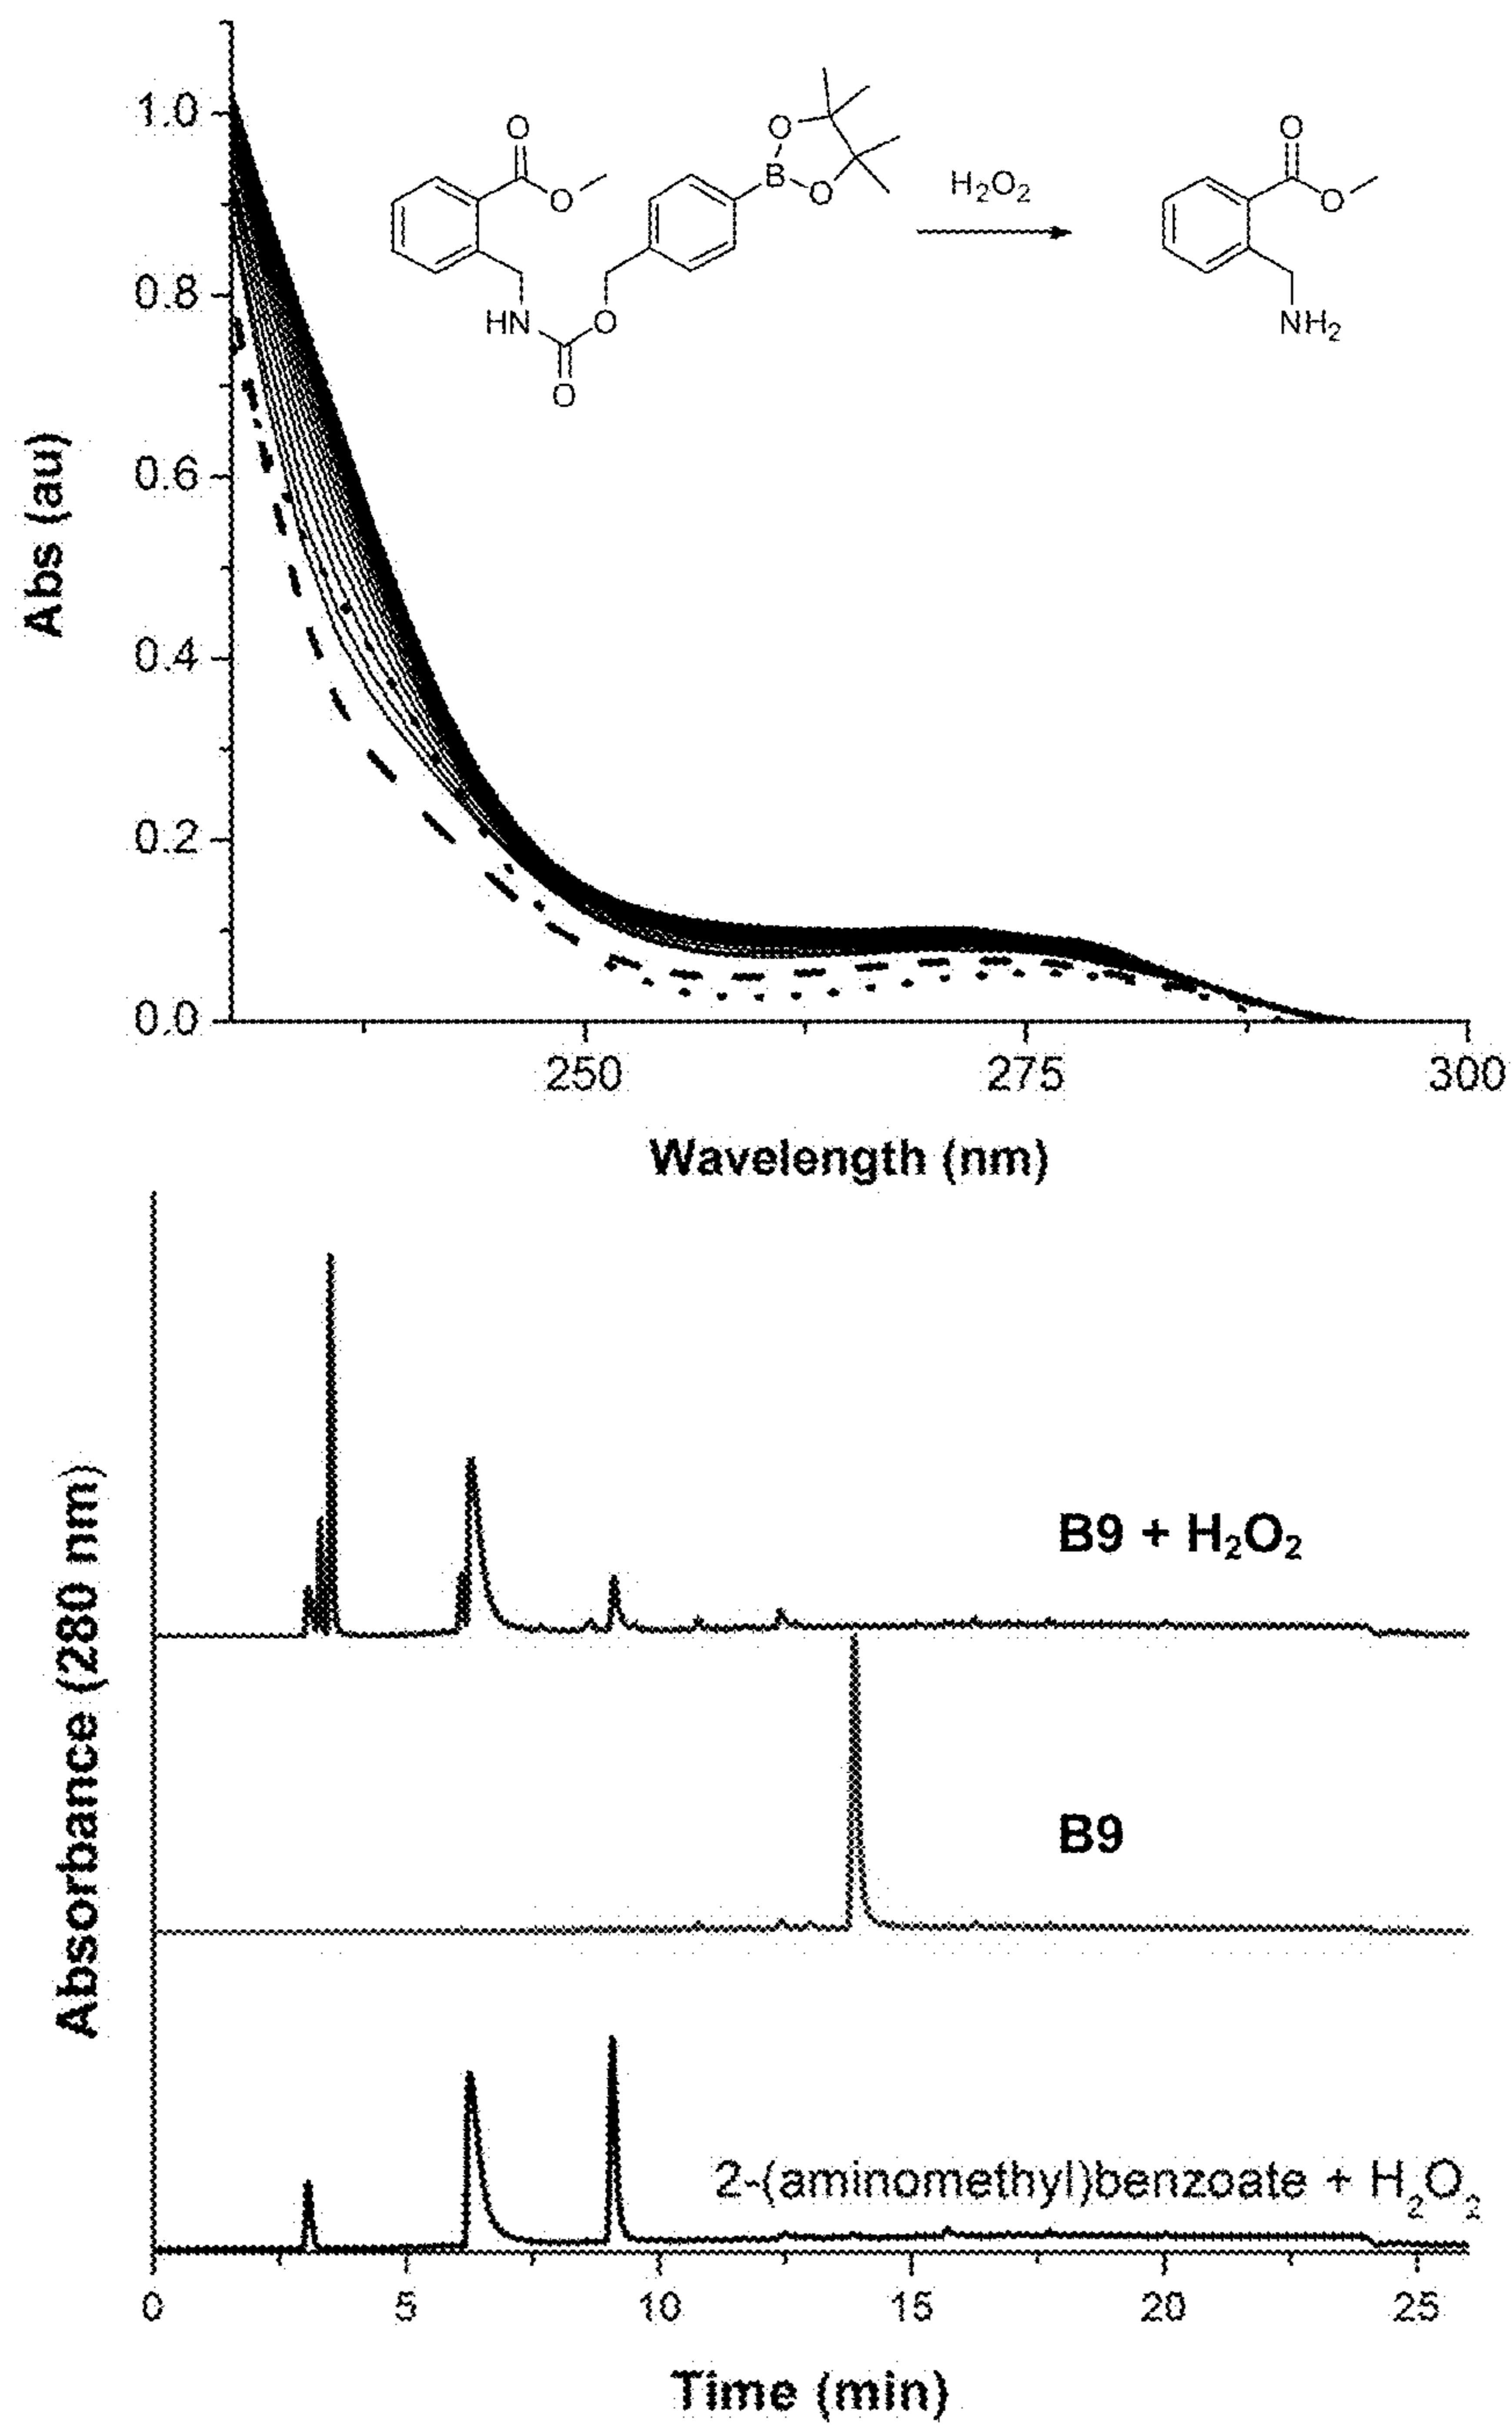 1.0
0.8
0.6
0.4
0.2
0.0
Abs (au)
O
O
B
O
O
HN
O
O
H₂O₂
O
O
NH₂
250
275
300
Wavelength (nm)
Absorbance (280 nm)
B9 + H₂O₂
B9
2-(aminomethyl)benzoate + H₂O₂
0
5
10
15
20
25
Time (min)